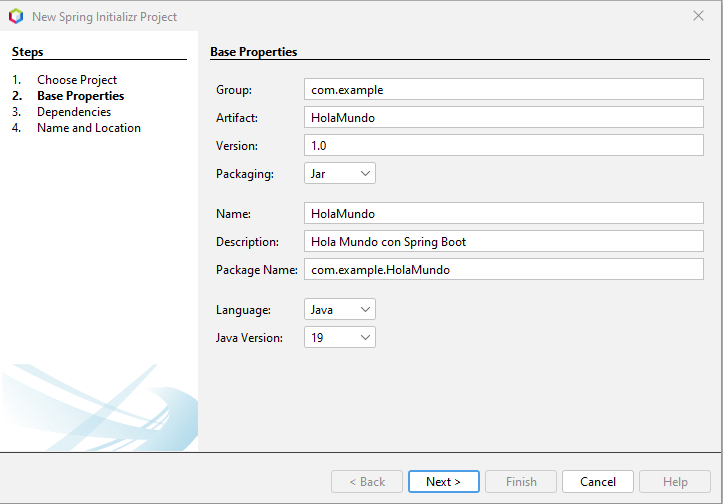 New Spring Initializr Project
Steps
1. Choose Project
2. Base Properties
3. Dependencies
4. Name and Location
Base Properties
Group: com.example
Artifact: HolaMundo
Version: 1.0
Packaging: Jar
Name: HolaMundo
Description: Hola Mundo con Spring Boot
Package Name: com.example.HolaMundo
Language: Java
Java Version: 19
< Back Next > Finish Cancel Help